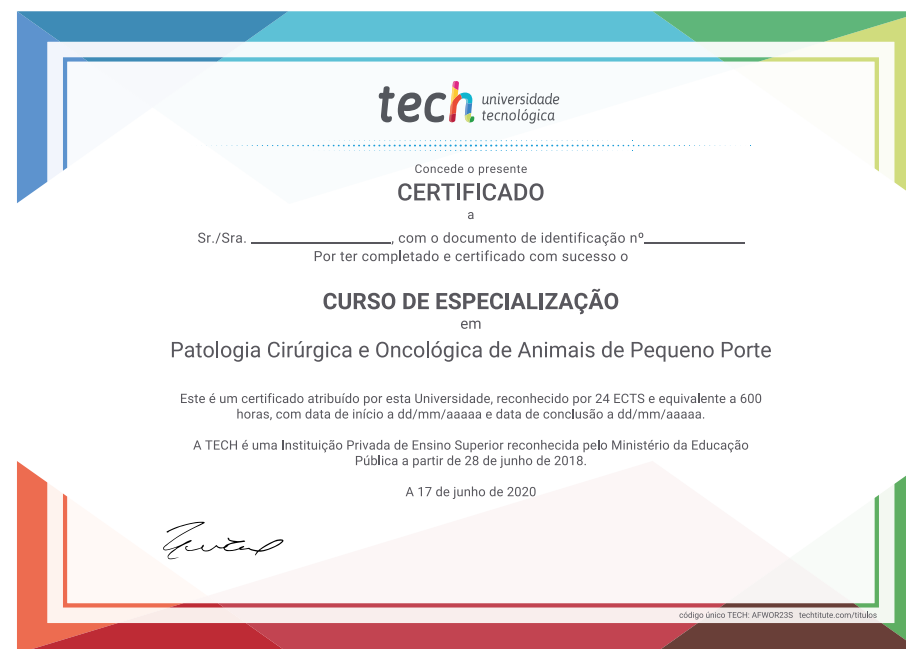 tech universidade
tecnológica
Concede o presente
CERTIFICADO
a
Sr./Sra. ____________________, com o documento de identificação nº______________
Por ter completado e certificado com sucesso o
CURSO DE ESPECIALIZAÇÃO
em
Patologia Cirúrgica e Oncológica de Animais de Pequeno Porte
Este é um certificado atribuído por esta Universidade, reconhecido por 24 ECTS e equivalente a 600
horas, com data de início a dd/mm/aaaaa e data de conclusão a dd/mm/aaaaa.
A TECH é uma Instituição Privada de Ensino Superior reconhecida pelo Ministério da Educação
Pública a partir de 28 de junho de 2018.
A 17 de junho de 2020
código único TECH: AFWOR23S techtitute.com/titulos